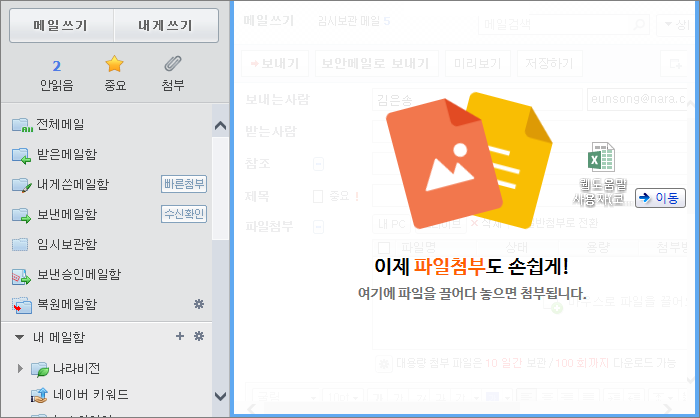 메일쓰기 내게쓰기
2
안읽음 중요 첨부
전체메일
받은메일함
내게쓴메일함 빠른첨부
보낸메일함 수신확인
임시보관함
보낸승인메일함
복원메일함
내 메일함
나라비전
네이버 키워드
메일쓰기 임시보관 메일 5 메일검색
보내기 보안메일로 보내기 미리보기 저장하기
보내는사람 김은송 eunsong@nara.c
받는사람
참조
제목 중요 !
파일첨부 내 PC
파일명 상태 용량
엑도움말
사용자(고... 이동
이제 파일첨부도 손쉽게!
여기에 파일을 끌어다 놓으면 첨부됩니다.
대용량 첨부 파일은 10 일간 보관 / 100 회까지 다운로드 가능